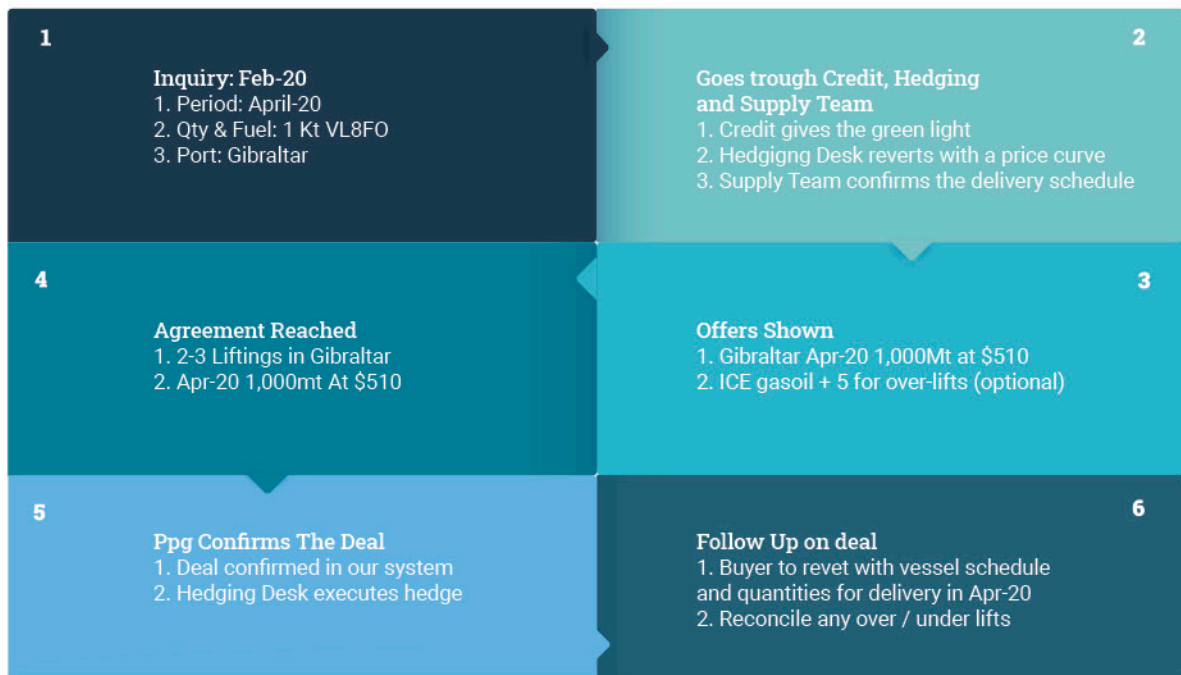 1
Inquiry: Feb-20
1. Period: April-20
2. Qty & Fuel: 1 Kt VL8FO
3. Port: Gibraltar
2
Goes trough Credit, Hedging
and Supply Team
1. Credit gives the green light
2. Hedgigng Desk reverts with a price curve
3. Supply Team confirms the delivery schedule
3
Offers Shown
1. Gibraltar Apr-20 1,000Mt at $510
2. ICE gasoil + 5 for over-lifts (optional)
4
Agreement Reached
1. 2-3 Liftings in Gibraltar
2. Apr-20 1,000mt At $510
5
Ppg Confirms The Deal
1. Deal confirmed in our system
2. Hedging Desk executes hedge
6
Follow Up on deal
1. Buyer to revet with vessel schedule
and quantities for delivery in Apr-20
2. Reconcile any over / under lifts